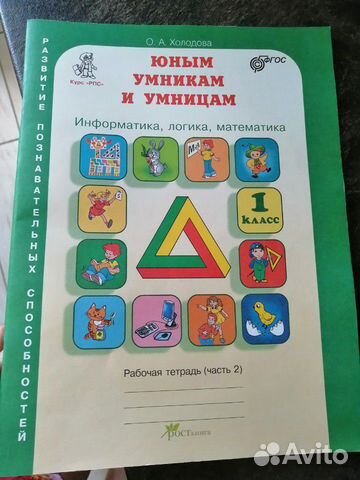 О. А. Холодова
Курс «РПС»
ФГОС
ЮНЫМ
УМНИКАМ
И УМНИЦАМ
Информатика, логика, математика
РАЗВИТИЕ ПОЗНАВАТЕЛЬНЫХ СПОСОБНОСТЕЙ
1
класс
Рабочая тетрадь (часть 2)
РОСТкнига
Avito